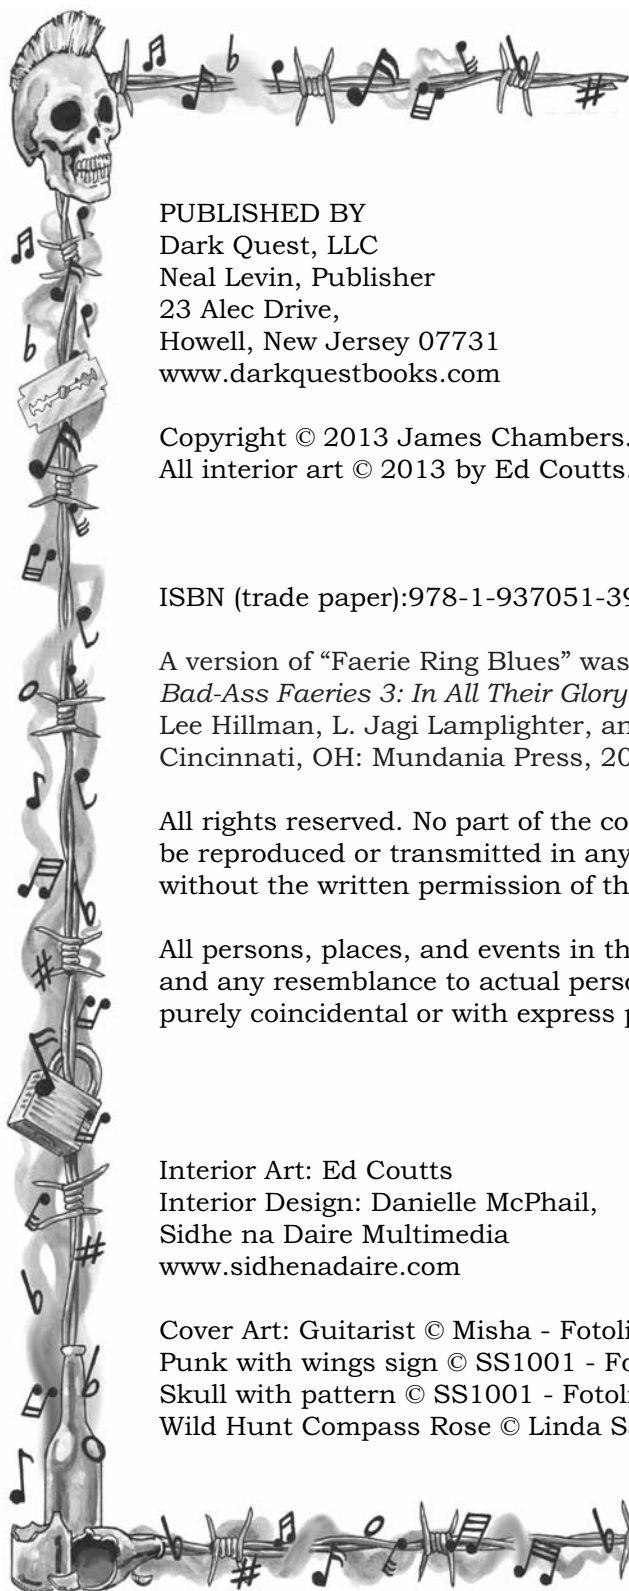 PUBLISHED BY
Dark Quest, LLC
Neal Levin, Publisher
23 Alec Drive,
Howell, New Jersey 07731
www.darkquestbooks.com
Copyright © 2013 James Chambers.
All interior art © 2013 by Ed Coutts.
ISBN (trade paper):978-1-937051-39
A version of “Faerie Ring Blues” was
Bad-Ass Faeries 3: In All Their Glory
Lee Hillman, L. Jagi Lamplighter, an
Cincinnati, OH: Mundania Press, 20
All rights reserved. No part of the co
be reproduced or transmitted in any
without the written permission of th
All persons, places, and events in th
and any resemblance to actual perso
purely coincidental or with express p
Interior Art: Ed Coutts
Interior Design: Danielle McPhail,
Sidhe na Daire Multimedia
www.sidhenadaire.com
Cover Art: Guitarist © Misha - Fotoli
Punk with wings sign © SS1001 - Fo
Skull with pattern © SS1001 - Fotoli
Wild Hunt Compass Rose © Linda S